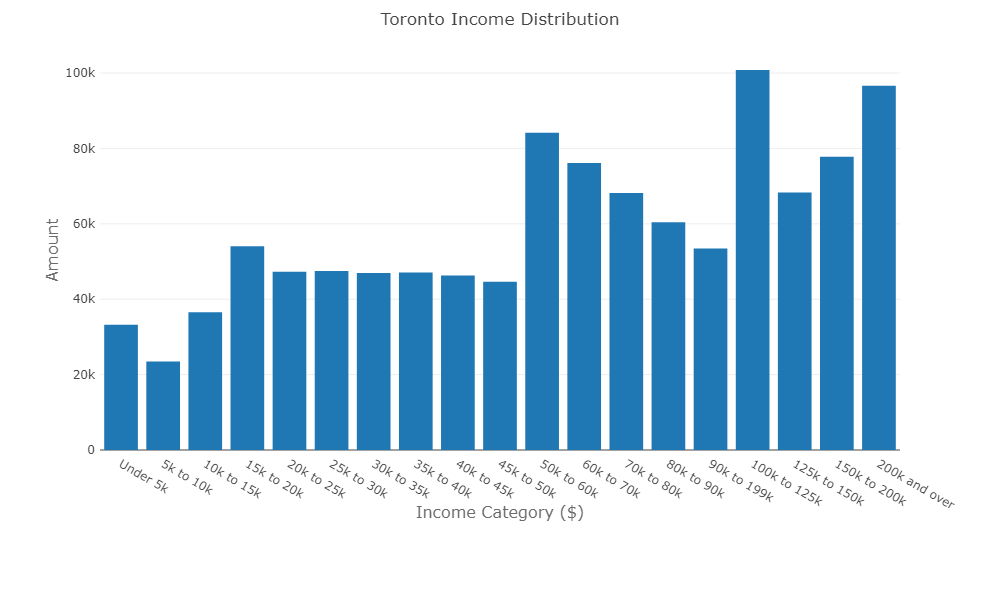 Toronto Income Distribution
100k
80k
60k
40k
20k
0
Amount
Under 5k
5k to 10k
10k to 15k
15k to 20k
20k to 25k
25k to 30k
30k to 35k
35k to 40k
40k to 45k
45k to 50k
50k to 60k
60k to 70k
70k to 80k
80k to 90k
90k to 199k
100k to 125k
125k to 150k
150k to 200k
200k and over
Income Category ($)